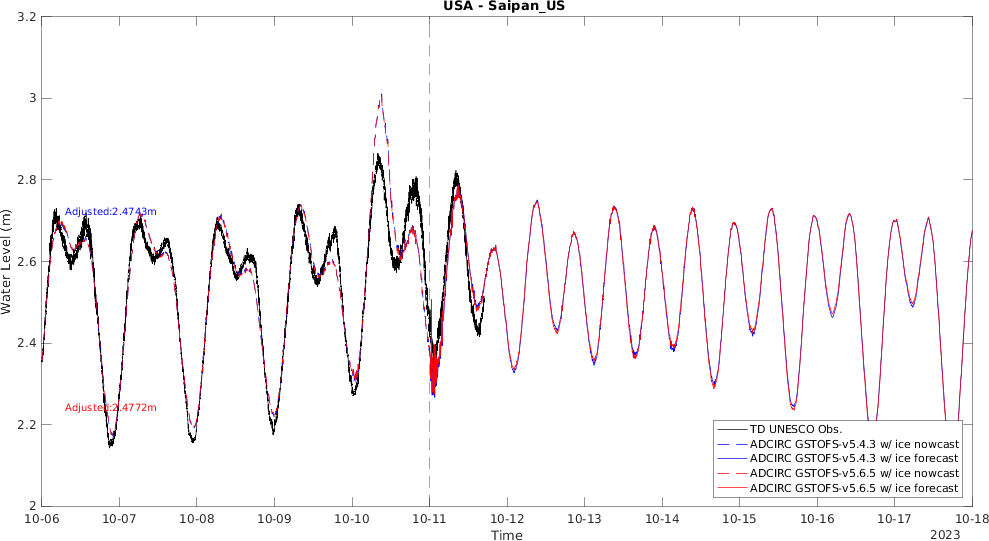 USA - Saipan_US
3.2
3
2.8
2.6
2.4
2.2
2
Water Level (m)
Adjusted:2.4743m
Adjusted:2.4772m
TD UNESCO Obs.
ADCIRC GSTOFS-v5.4.3 w/ ice nowcast
ADCIRC GSTOFS-v5.4.3 w/ ice forecast
ADCIRC GSTOFS-v5.6.5 w/ ice nowcast
ADCIRC GSTOFS-v5.6.5 w/ ice forecast
10-06 10-07 10-08 10-09 10-10 10-11 10-12 10-13 10-14 10-15 10-16 10-17 10-18
Time
2023